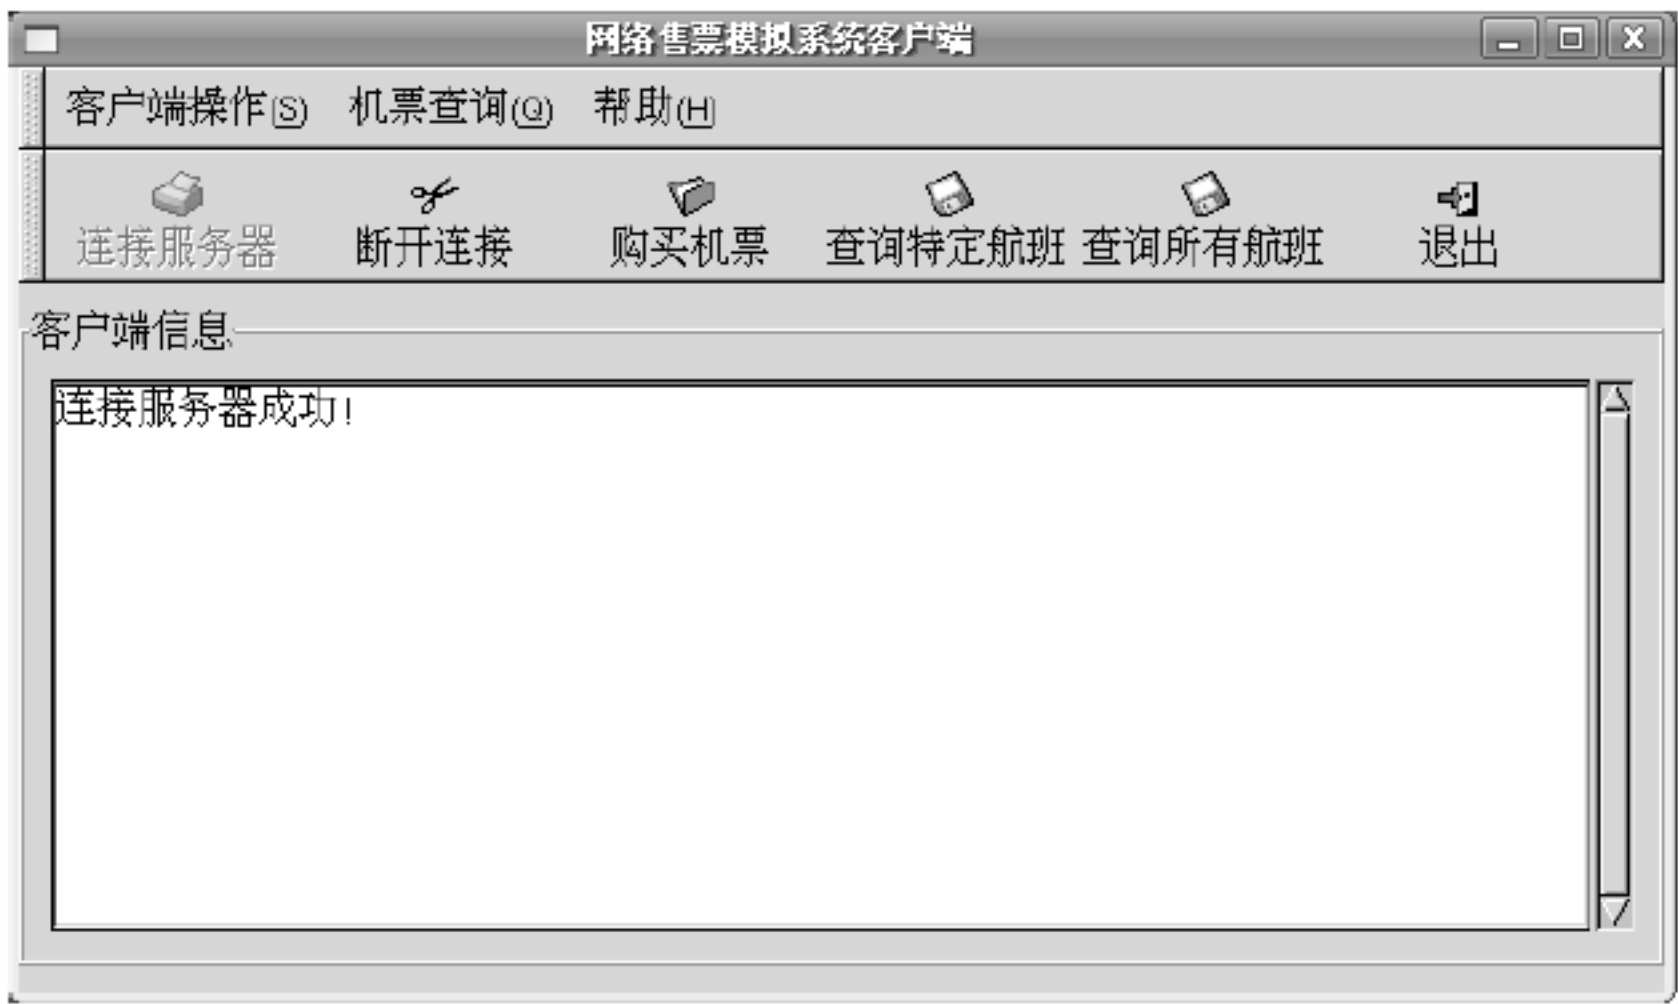 网络售票模拟系统客户端
客户端操作(S) 机票查询(Q) 帮助(H)
连接服务器 断开连接 购买机票 查询特定航班 查询所有航班 退出
客户端信息
连接服务器成功!